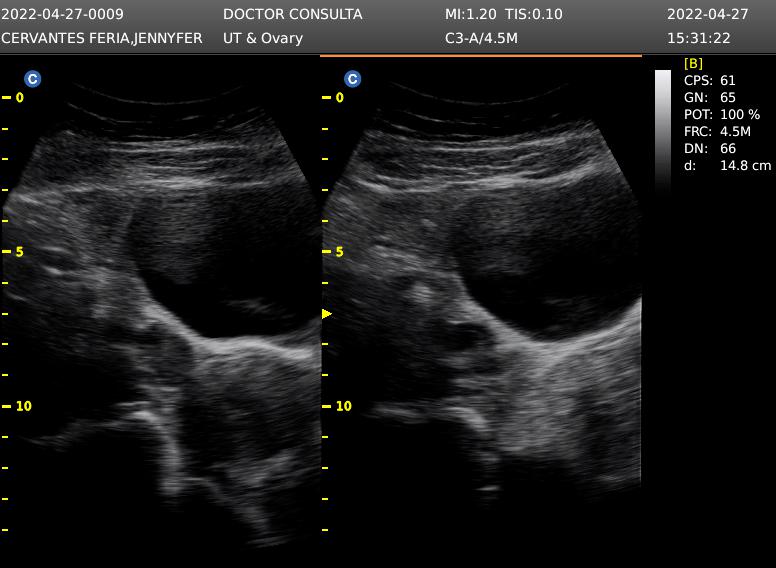 2022-04-27-0009 DOCTOR CONSULTA MI:1.20 TIS:0.10 2022-04-27
CERVANTES FERIA,JENNYFER UT & Ovary C3-A/4.5M 15:31:22
[B]
CPS: 61
GN: 65
POT: 100 %
FRC: 4.5M
DN: 66
d: 14.8 cm
C C
0 0
5 5
10 10